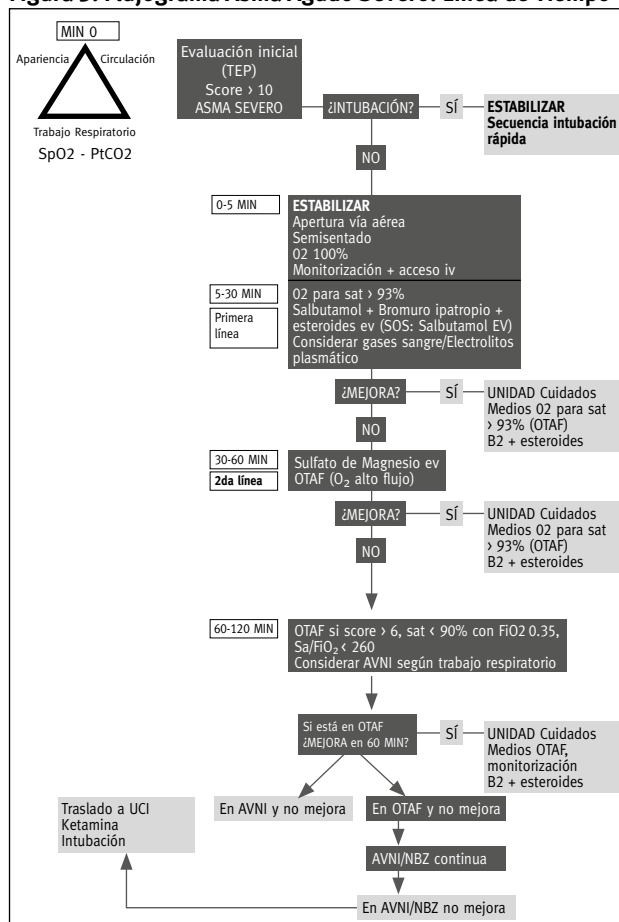 MIN 0
Apariencia
Circulación
Trabajo Respiratorio
SpO2 - PtCO2
Evaluación inicial
(TEP)
Score > 10
ASMA SEVERO
¿INTUBACIÓN?
SÍ
ESTABILIZAR
Secuencia intubación
rápida
NO
0-5 MIN
ESTABILIZAR
Apertura vía aérea
Semisentado
02 100%
Monitorización + acceso iv
5-30 MIN
Primera
línea
02 para sat > 93%
Salbutamol + Bromuro ipatropio +
esteroides ev (SOS: Salbutamol EV)
Considerar gases sangre/Electrolitos
plasmático
¿MEJORA?
SÍ
UNIDAD Cuidados
Medios 02 para sat
> 93% (OTAF)
B2 + esteroides
NO
30-60 MIN
2da línea
Sulfato de Magnesio ev
OTAF (O2 alto flujo)
¿MEJORA?
SÍ
UNIDAD Cuidados
Medios 02 para sat
> 93% (OTAF)
B2 + esteroides
NO
60-120 MIN
OTAF si score > 6, sat < 90% con FiO2 0.35,
Sa/FiO2 < 260
Considerar AVNI según trabajo respiratorio
Si está en OTAF
¿MEJORA en 60 MIN?
SÍ
UNIDAD Cuidados
Medios OTAF,
monitorización
B2 + esteroides
En AVNI y no mejora
En OTAF y no mejora
Traslado a UCI
Ketamina
Intubación
AVNI/NBZ continua
En AVNI/NBZ no mejora